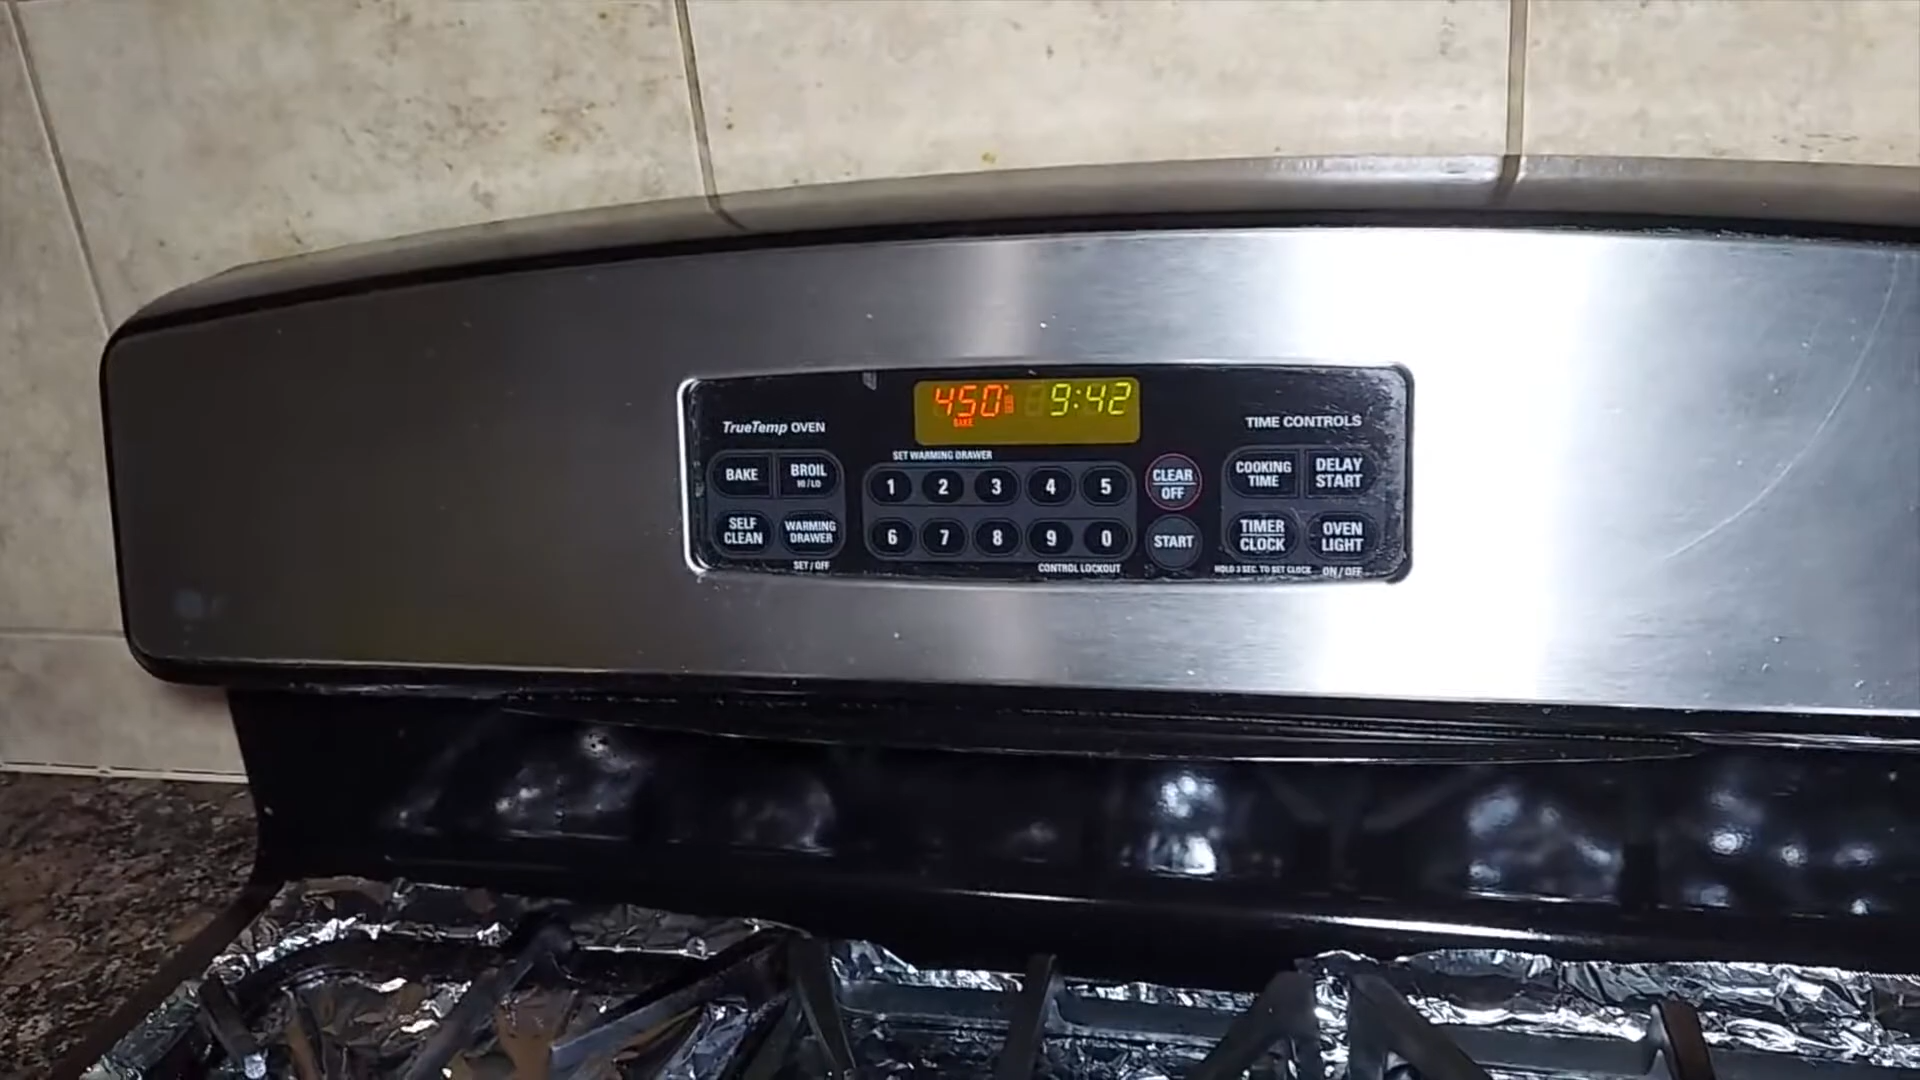 450° 9:42
BAKE
TrueTemp OVEN
TIME CONTROLS
SET WARMING DRAWER
BAKE
BROIL
HI / LO
1 2 3 4 5
CLEAR
OFF
COOKING
TIME
DELAY
START
SELF
CLEAN
WARMING
DRAWER
6 7 8 9 0
START
TIMER
CLOCK
OVEN
LIGHT
SET / OFF
CONTROL LOCKOUT
HOLD 3 SEC. TO SET CLOCK
ON / OFF